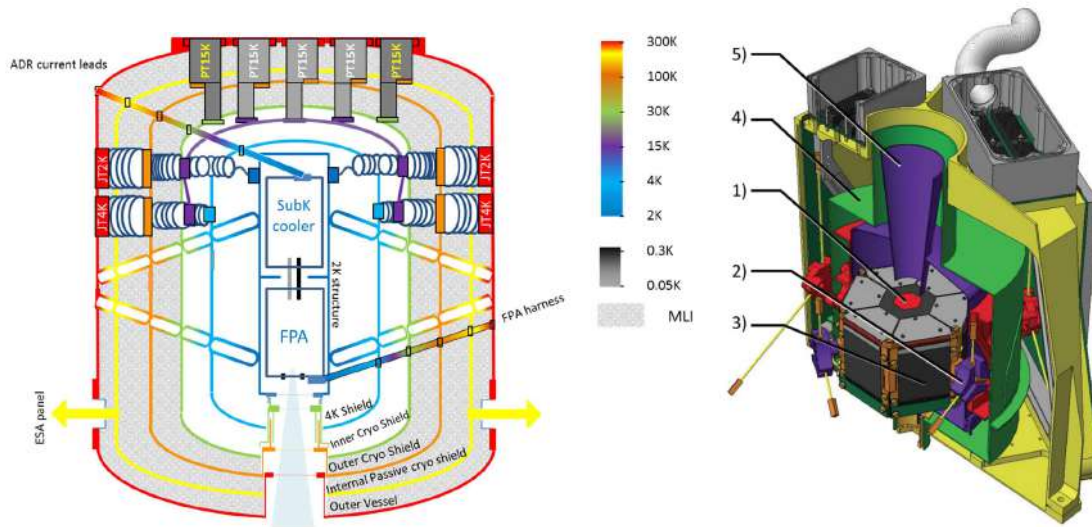 ADR current leads
PT15K
PT15K
PT15K
PT15K
PT15K
JT2K
JT4K
JT2K
JT4K
SubK
cooler
2K structure
FPA
FPA harness
ESA panel
4K Shield
Inner Cryo Shield
Outer Cryo Shield
Internal Passive cryo shield
Outer Vessel
300K
100K
30K
15K
4K
2K
0.3K
0.05K
MLI
5)
4)
1)
2)
3)